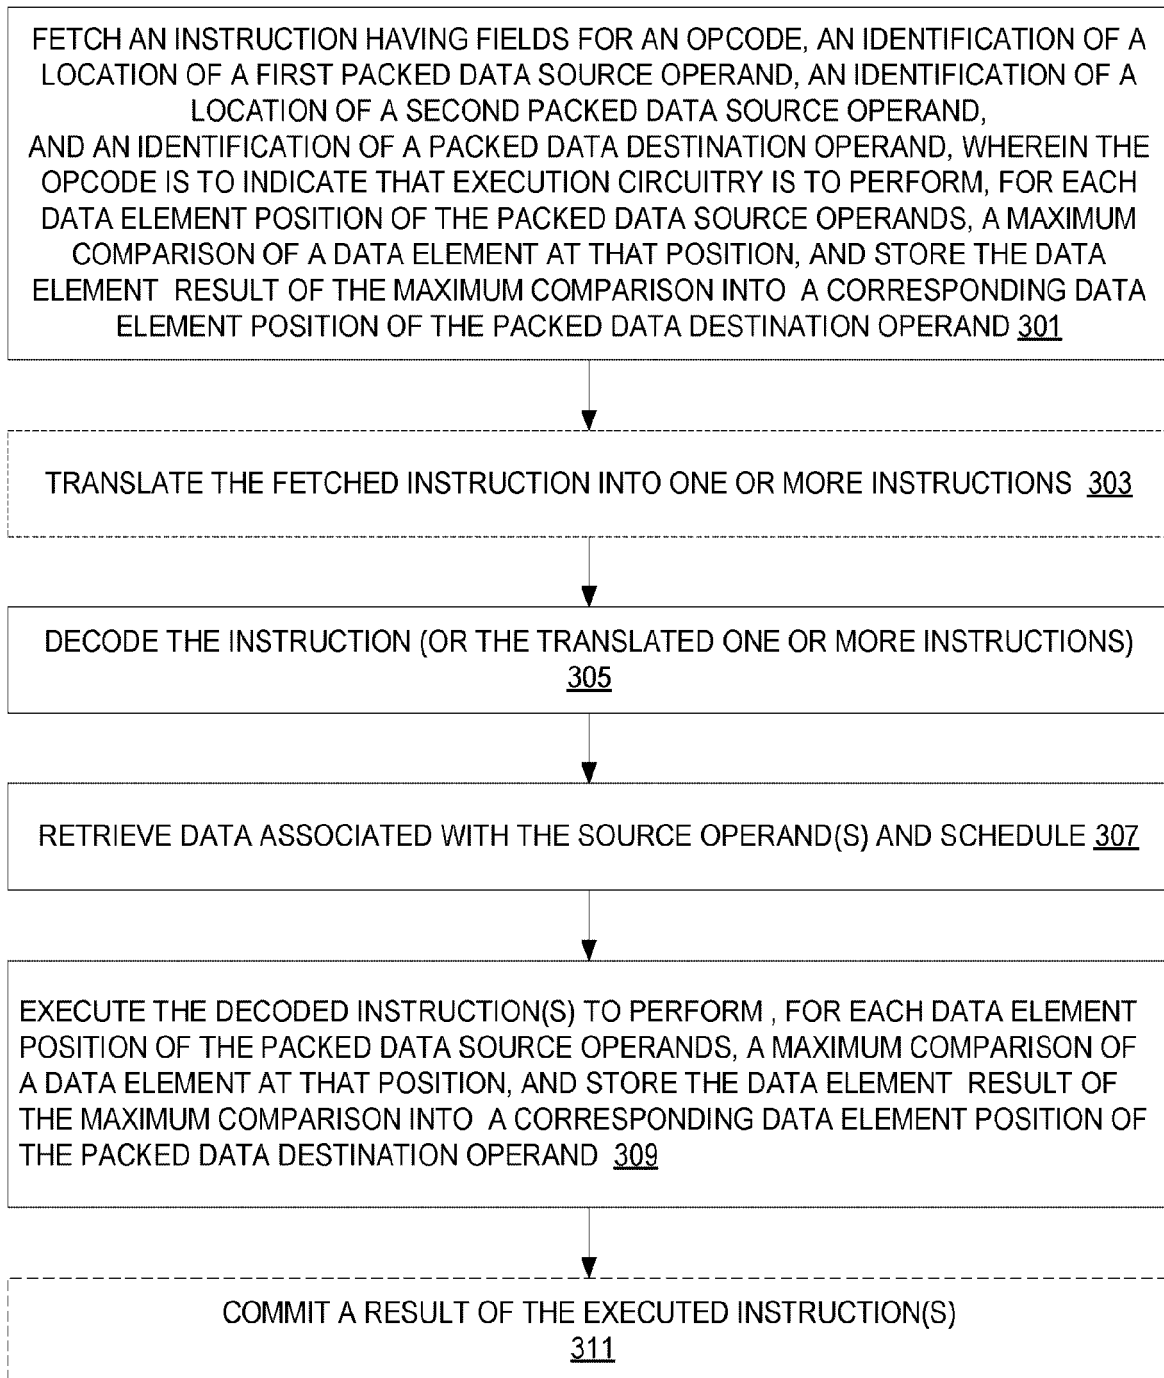 FETCH AN INSTRUCTION HAVING FIELDS FOR AN OPCODE, AN IDENTIFICATION OF A
LOCATION OF A FIRST PACKED DATA SOURCE OPERAND, AN IDENTIFICATION OF A
LOCATION OF A SECOND PACKED DATA SOURCE OPERAND,
AND AN IDENTIFICATION OF A PACKED DATA DESTINATION OPERAND, WHEREIN THE
OPCODE IS TO INDICATE THAT EXECUTION CIRCUITRY IS TO PERFORM, FOR EACH
DATA ELEMENT POSITION OF THE PACKED DATA SOURCE OPERANDS, A MAXIMUM
COMPARISON OF A DATA ELEMENT AT THAT POSITION, AND STORE THE DATA
ELEMENT RESULT OF THE MAXIMUM COMPARISON INTO A CORRESPONDING DATA
ELEMENT POSITION OF THE PACKED DATA DESTINATION OPERAND 301
TRANSLATE THE FETCHED INSTRUCTION INTO ONE OR MORE INSTRUCTIONS 303
DECODE THE INSTRUCTION (OR THE TRANSLATED ONE OR MORE INSTRUCTIONS)
305
RETRIEVE DATA ASSOCIATED WITH THE SOURCE OPERAND(S) AND SCHEDULE 307
EXECUTE THE DECODED INSTRUCTION(S) TO PERFORM , FOR EACH DATA ELEMENT
POSITION OF THE PACKED DATA SOURCE OPERANDS, A MAXIMUM COMPARISON OF
A DATA ELEMENT AT THAT POSITION, AND STORE THE DATA ELEMENT RESULT OF
THE MAXIMUM COMPARISON INTO A CORRESPONDING DATA ELEMENT POSITION OF
THE PACKED DATA DESTINATION OPERAND 309
COMMIT A RESULT OF THE EXECUTED INSTRUCTION(S)
311